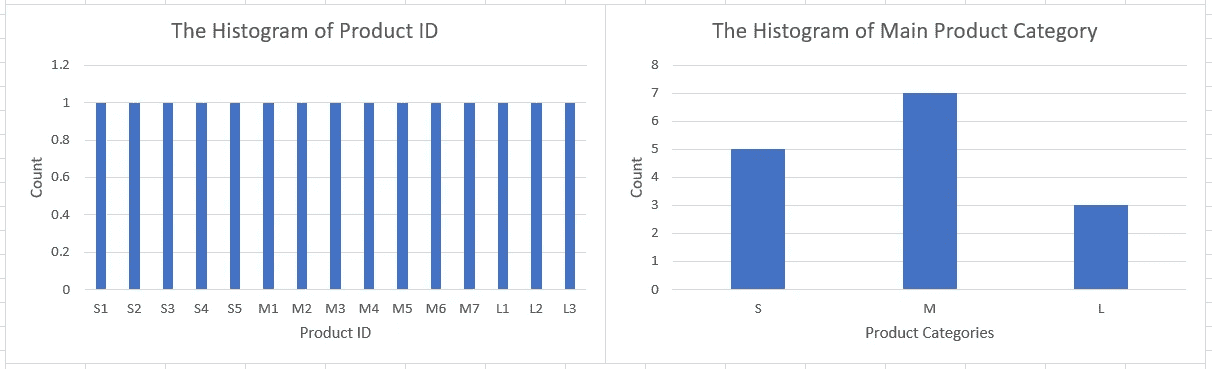 The Histogram of Product ID
1.2
1
0.8
0.6
0.4
0.2
0
Count
S1 S2 S3 S4 S5 M1 M2 M3 M4 M5 M6 M7 L1 L2 L3
Product ID
The Histogram of Main Product Category
8
7
6
5
4
3
2
1
0
Count
S M L
Product Categories